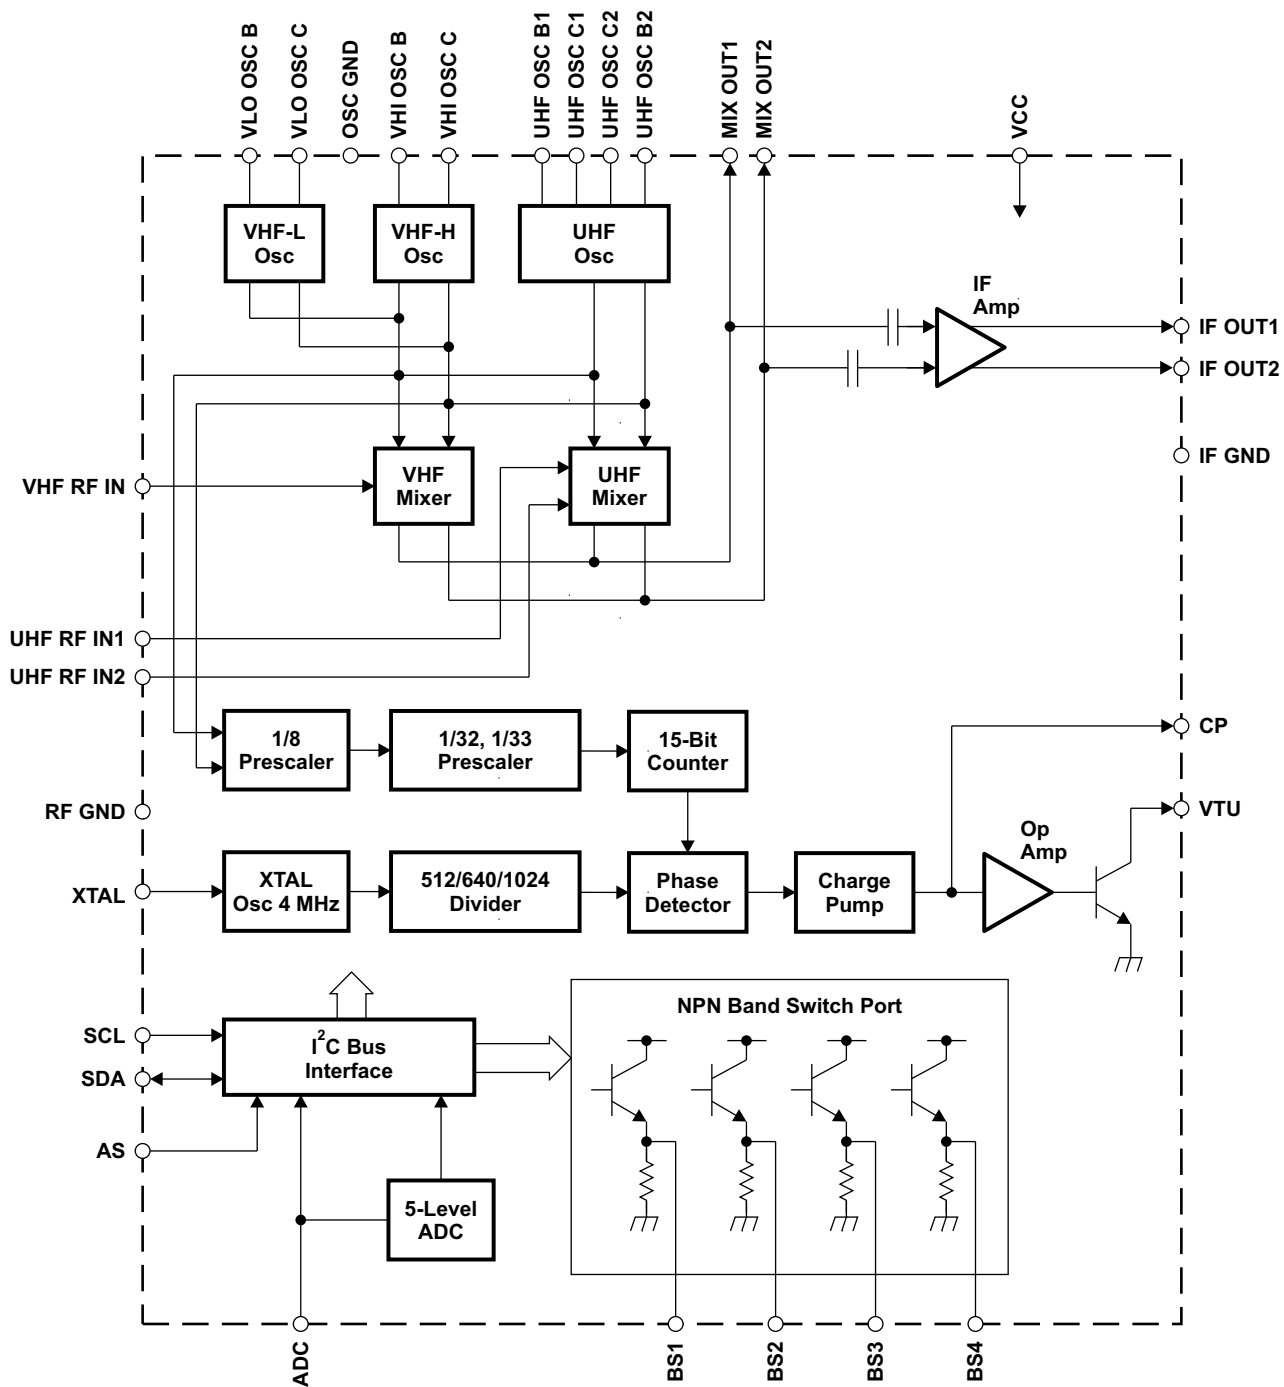 VLO OSC B
VLO OSC C
OSC GND
VHI OSC B
VHI OSC C
UHF OSC B1
UHF OSC C1
UHF OSC C2
UHF OSC B2
MIX OUT1
MIX OUT2
VCC
VHF-L
Osc
VHF-H
Osc
UHF
Osc
IF
Amp
IF OUT1
IF OUT2
IF GND
VHF RF IN
VHF
Mixer
UHF
Mixer
UHF RF IN1
UHF RF IN2
1/8
Prescaler
1/32, 1/33
Prescaler
15-Bit
Counter
CP
RF GND
VTU
Op
Amp
XTAL
XTAL
Osc 4 MHz
512/640/1024
Divider
Phase
Detector
Charge
Pump
NPN Band Switch Port
SCL
SDA
I²C Bus
Interface
AS
5-Level
ADC
ADC
BS1
BS2
BS3
BS4